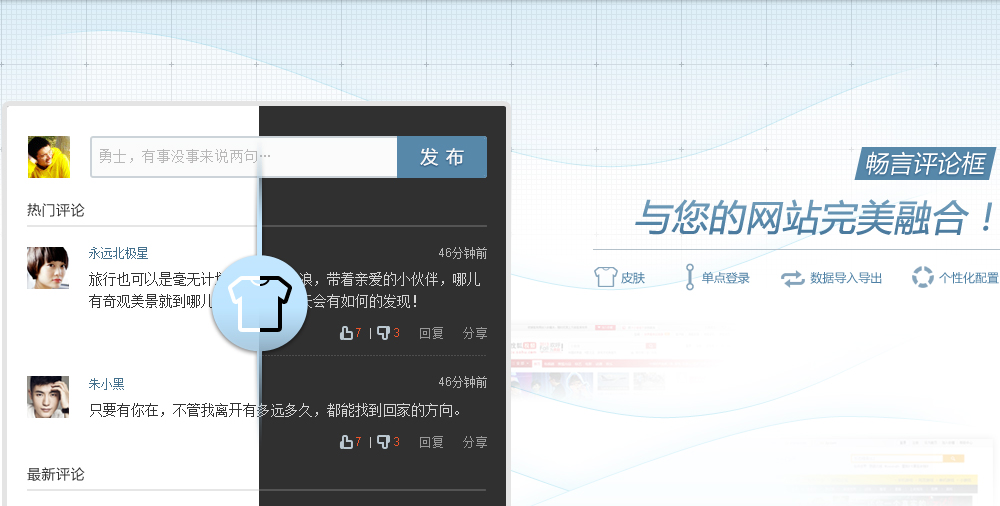 勇士，有事没事来说两句…
发 布
热门评论
永远北极星
46分钟前
旅行也可以是毫无计
浪，带着亲爱的小伙伴，哪儿
有奇观美景就到哪儿
天会有如何的发现！
7 | 3 回复 分享
朱小黑
46分钟前
只要有你在，不管我离开有多远多久，都能找到回家的方向。
7 | 3 回复 分享
最新评论
畅言评论框
与您的网站完美融合！
皮肤 单点登录 数据导入导出 个性化配置